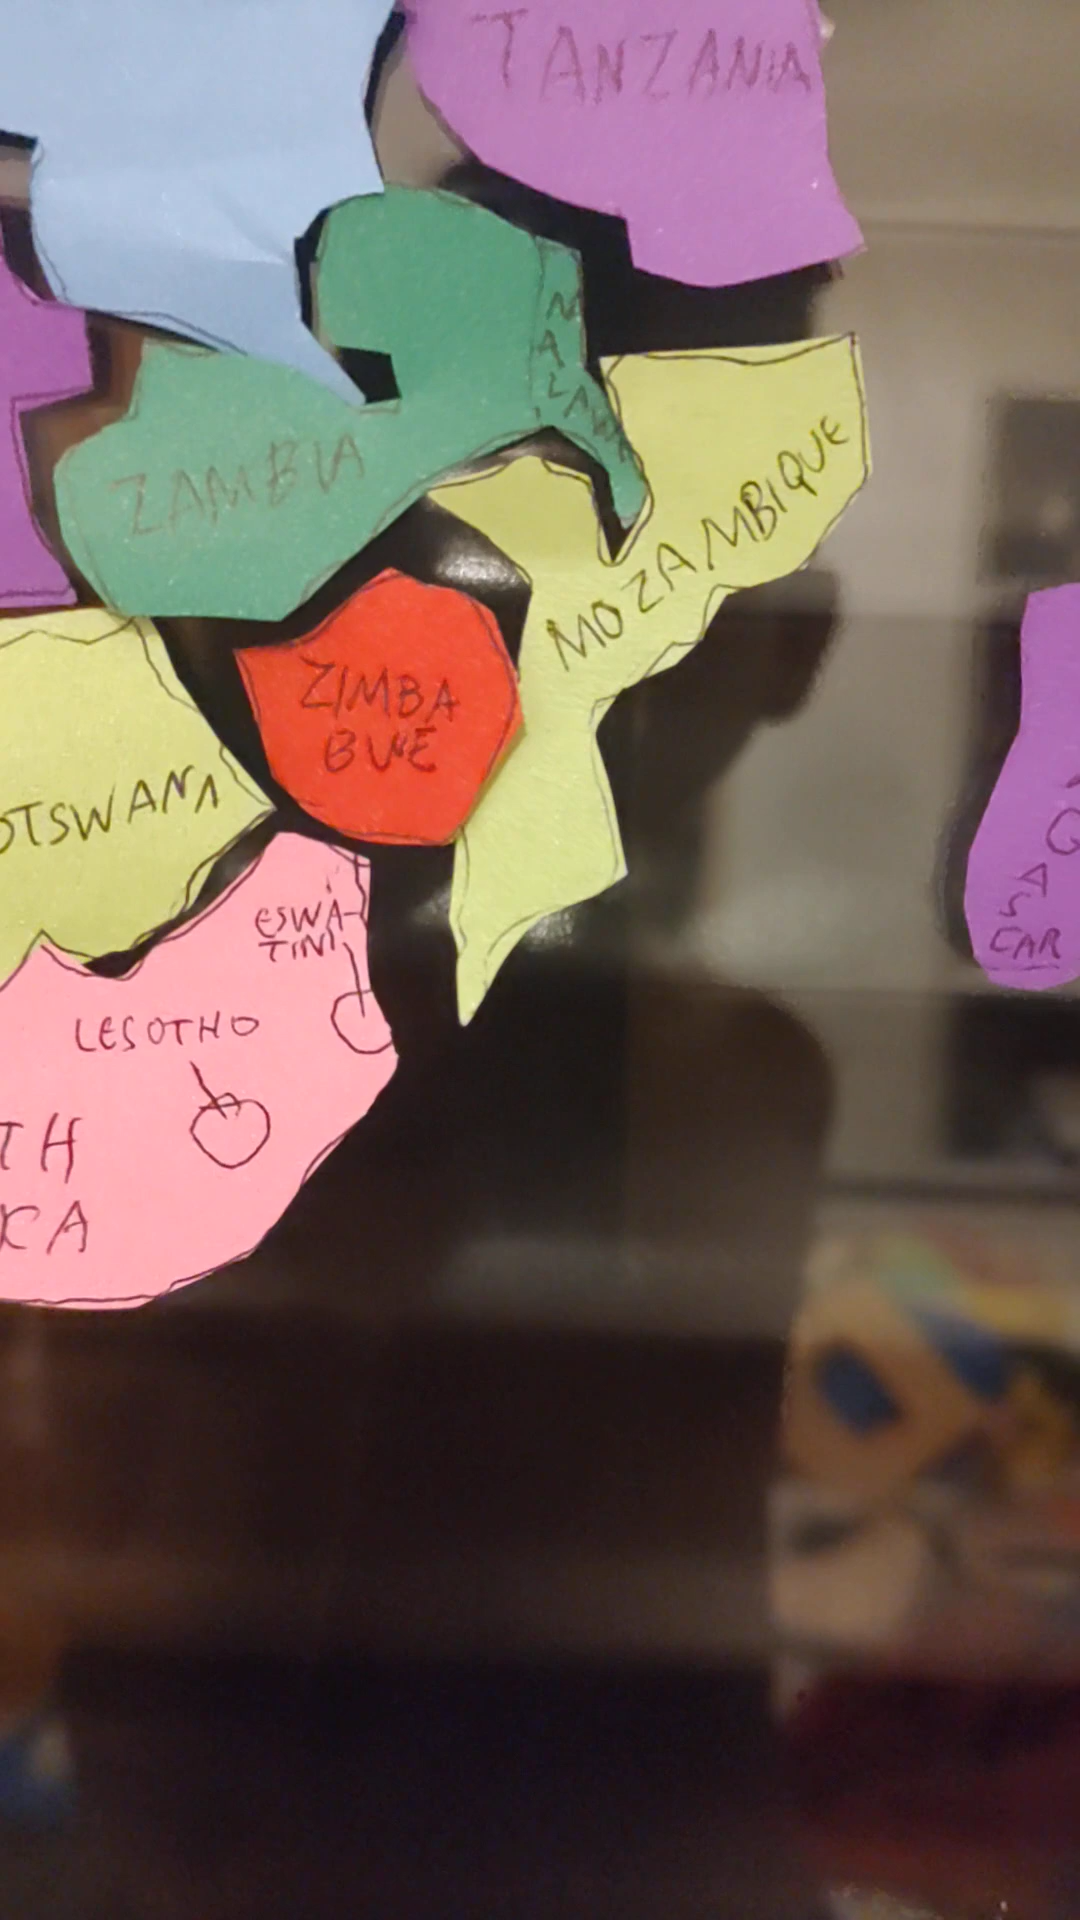 TANZANIA
MALAWI
ZAMBIA
MOZAMBIQUE
ZIMBA
BWE
OTSWANA
ESWA-
TINI
LESOTHO
TH
CA
CAR